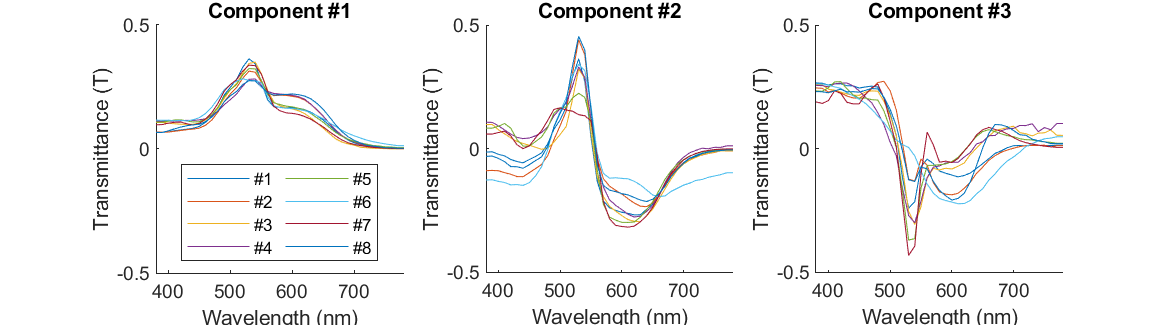 Component #1
0.5
0
-0.5
Transmittance (T)
#1 #5
#2 #6
#3 #7
#4 #8
400 500 600 700
Wavelength (nm)
Component #2
0.5
0
-0.5
Transmittance (T)
400 500 600 700
Wavelength (nm)
Component #3
0.5
0
-0.5
Transmittance (T)
400 500 600 700
Wavelength (nm)